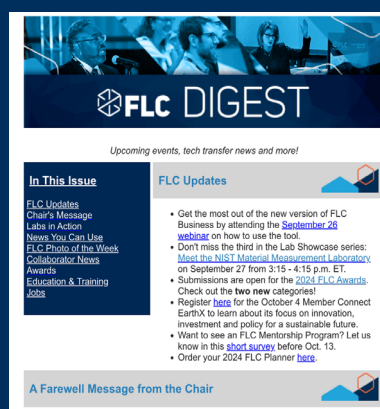 FLC DIGEST
Upcoming events, tech transfer news and more!
In This Issue
FLC Updates
Chair's Message
Labs in Action
News You Can Use
FLC Photo of the Week
Collaborator News
Awards
Education & Training
Jobs
FLC Updates
• Get the most out of the new version of FLC
Business by attending the September 26
webinar on how to use the tool.
• Don't miss the third in the Lab Showcase series:
Meet the NIST Material Measurement Laboratory
on September 27 from 3:15 - 4:15 p.m. ET.
• Submissions are open for the 2024 FLC Awards.
Check out the two new categories!
• Register here for the October 4 Member Connect
EarthX to learn about its focus on innovation,
investment and policy for a sustainable future.
• Want to see an FLC Mentorship Program? Let us
know in this short survey before Oct. 13.
• Order your 2024 FLC Planner here.
A Farewell Message from the Chair